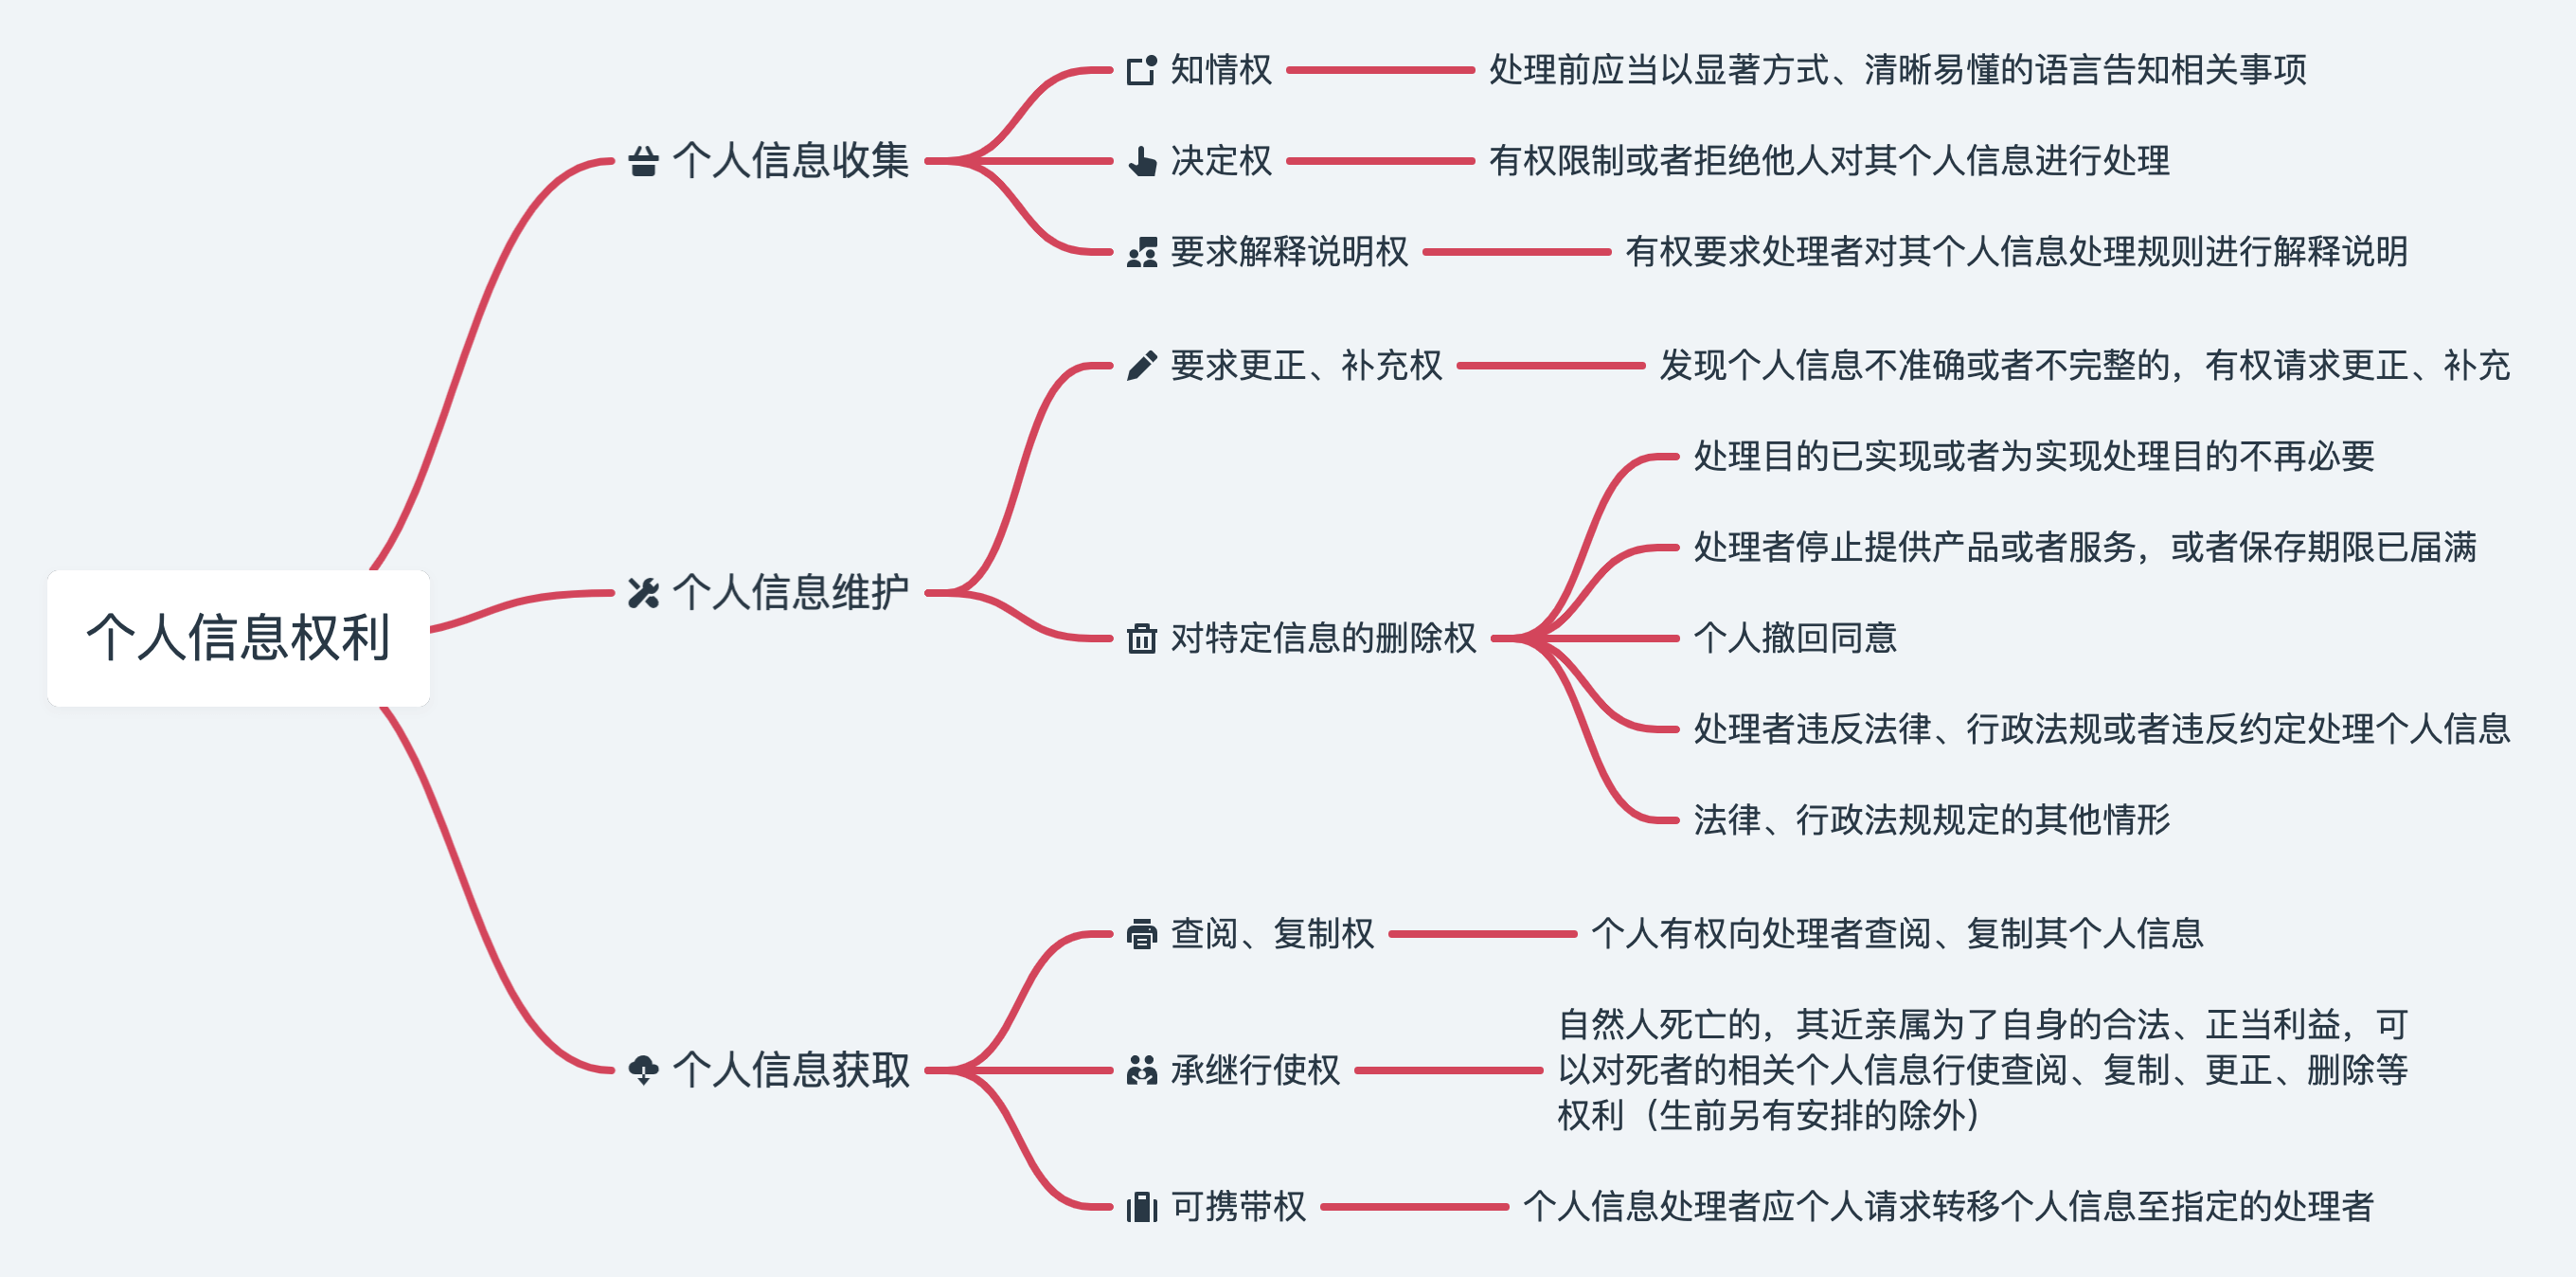 个人信息权利
个人信息收集
知情权
处理前应当以显著方式、清晰易懂的语言告知相关事项
决定权
有权限制或者拒绝他人对其个人信息进行处理
要求解释说明权
有权要求处理者对其个人信息处理规则进行解释说明
个人信息维护
要求更正、补充权
发现个人信息不准确或者不完整的，有权请求更正、补充
对特定信息的删除权
处理目的已实现或者为实现处理目的不再必要
处理者停止提供产品或者服务，或者保存期限已届满
个人撤回同意
处理者违反法律、行政法规或者违反约定处理个人信息
法律、行政法规规定的其他情形
个人信息获取
查阅、复制权
个人有权向处理者查阅、复制其个人信息
承继行使权
自然人死亡的，其近亲属为了自身的合法、正当利益，可
以对死者的相关个人信息行使查阅、复制、更正、删除等
权利（生前另有安排的除外）
可携带权
个人信息处理者应个人请求转移个人信息至指定的处理者